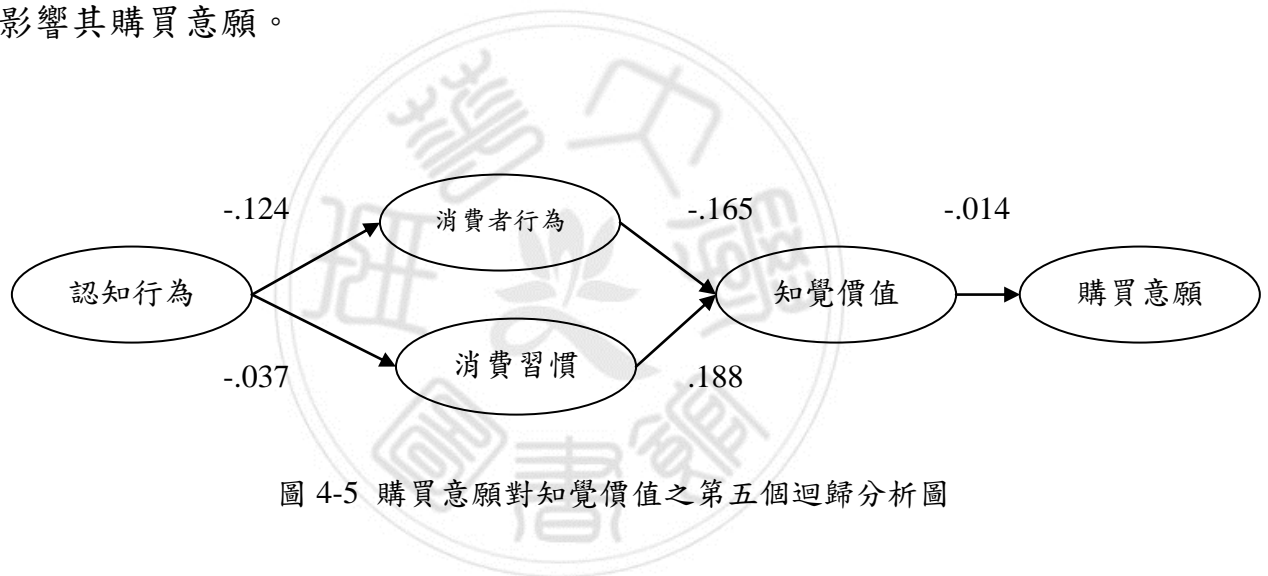 影響其購買意願。
-.124
消費者行為
-.165
-.014
認知行為
知覺價值
購買意願
-.037
消費習慣
.188
圖 4-5 購買意願對知覺價值之第五個迴歸分析圖